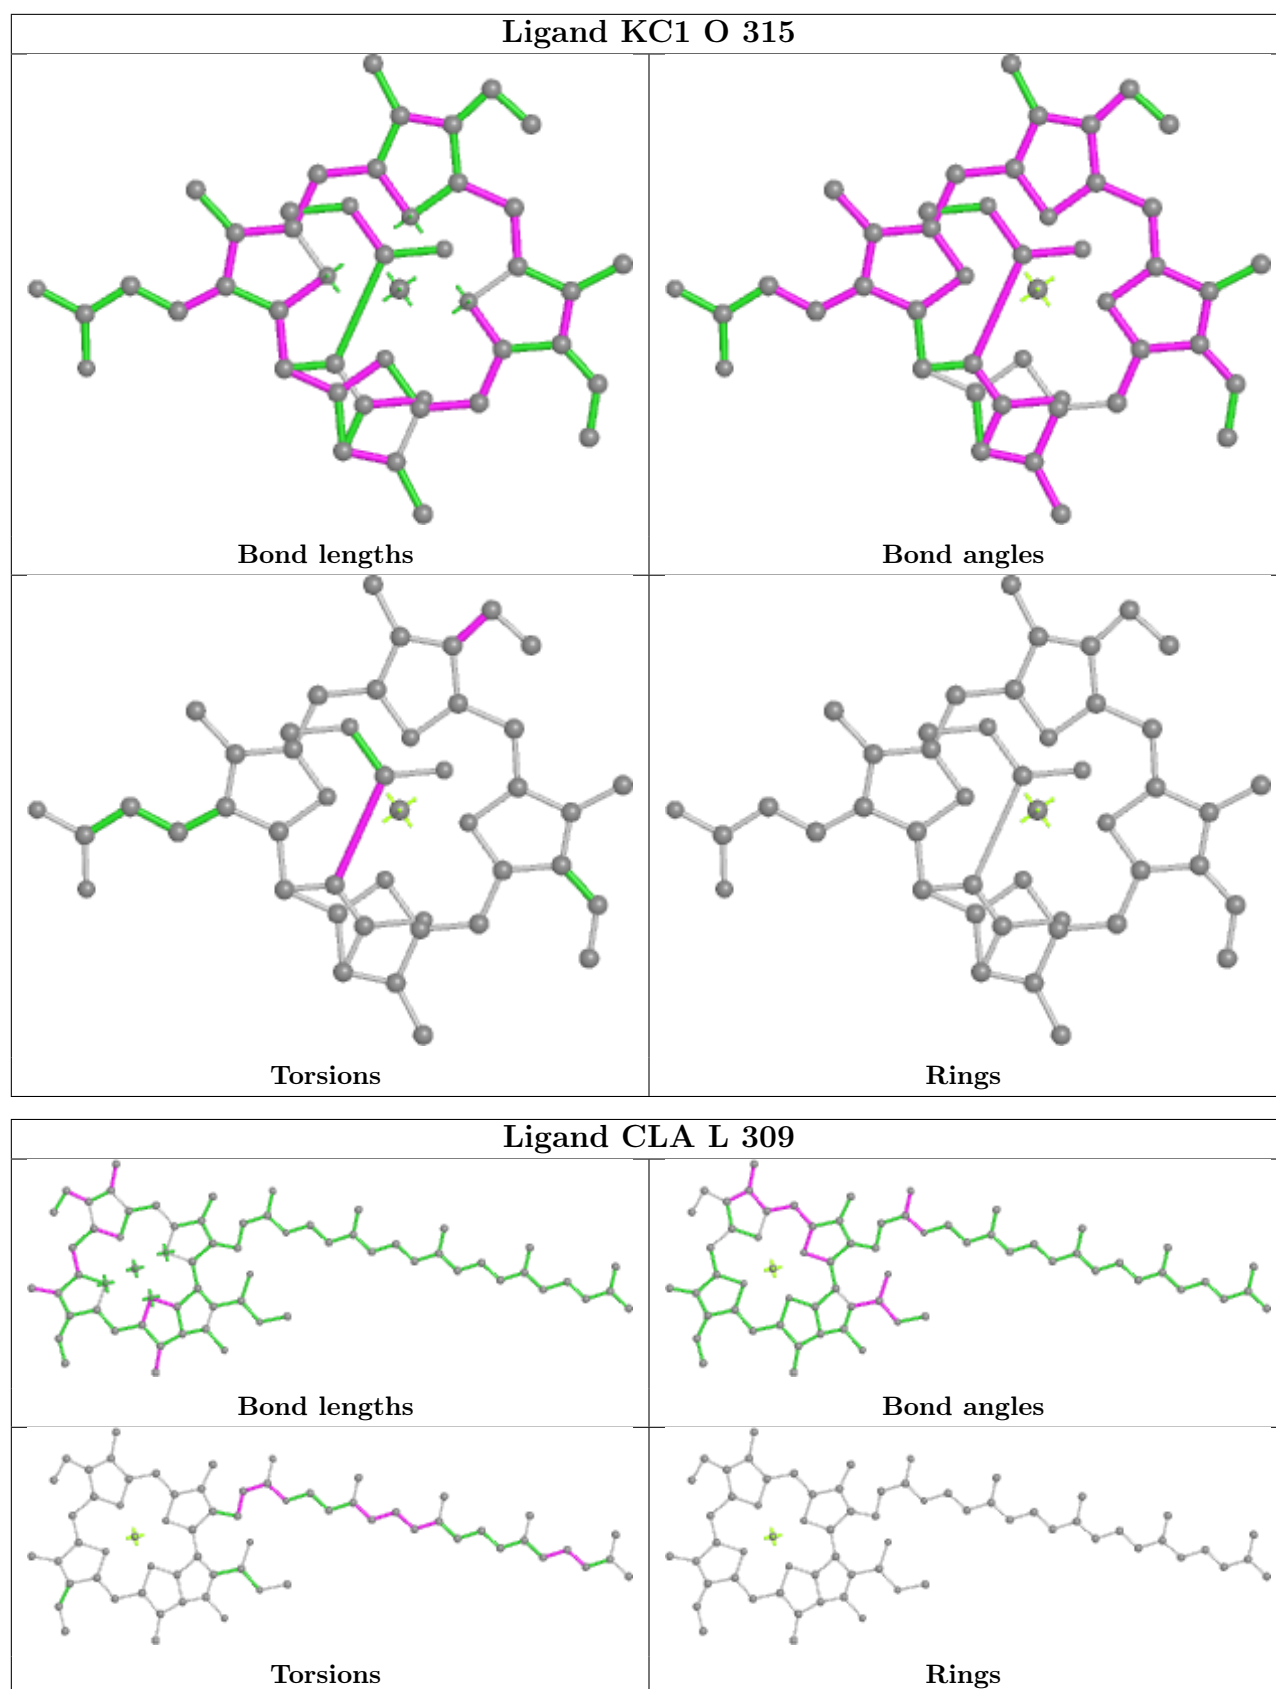 Ligand KC1 O 315
Bond lengths
Bond angles
Torsions
Rings
Ligand CLA L 309
Bond lengths
Bond angles
Torsions
Rings